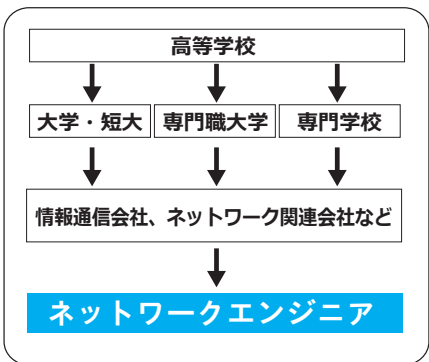 高等学校
大学・短大 専門職大学 専門学校
情報通信会社、ネットワーク関連会社など
ネットワークエンジニア